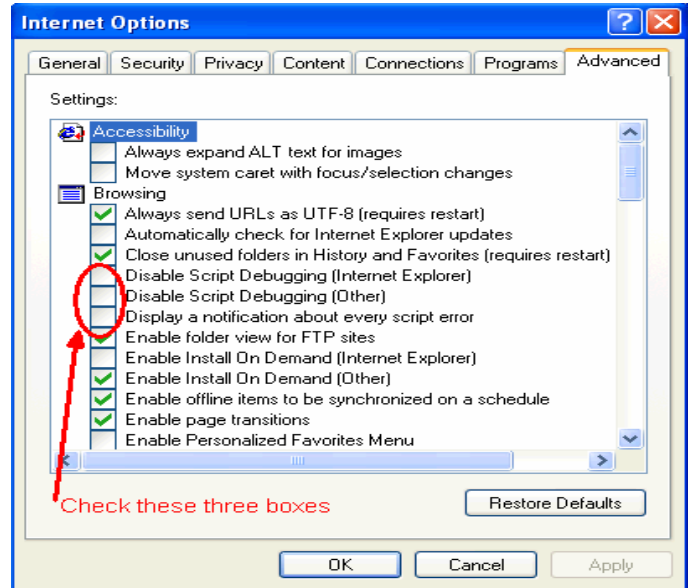 Internet Options
General Security Privacy Content Connections Programs Advanced
Settings:
Accessibility
Always expand ALT text for images
Move system caret with focus/selection changes
Browsing
Always send URLs as UTF-8 (requires restart)
Automatically check for Internet Explorer updates
Close unused folders in History and Favorites (requires restart)
Disable Script Debugging (Internet Explorer)
Disable Script Debugging (Other)
Display a notification about every script error
Enable folder view for FTP sites
Enable Install On Demand (Internet Explorer)
Enable Install On Demand (Other)
Enable offline items to be synchronized on a schedule
Enable page transitions
Enable Personalized Favorites Menu
Check these three boxes
Restore Defaults
OK Cancel Apply